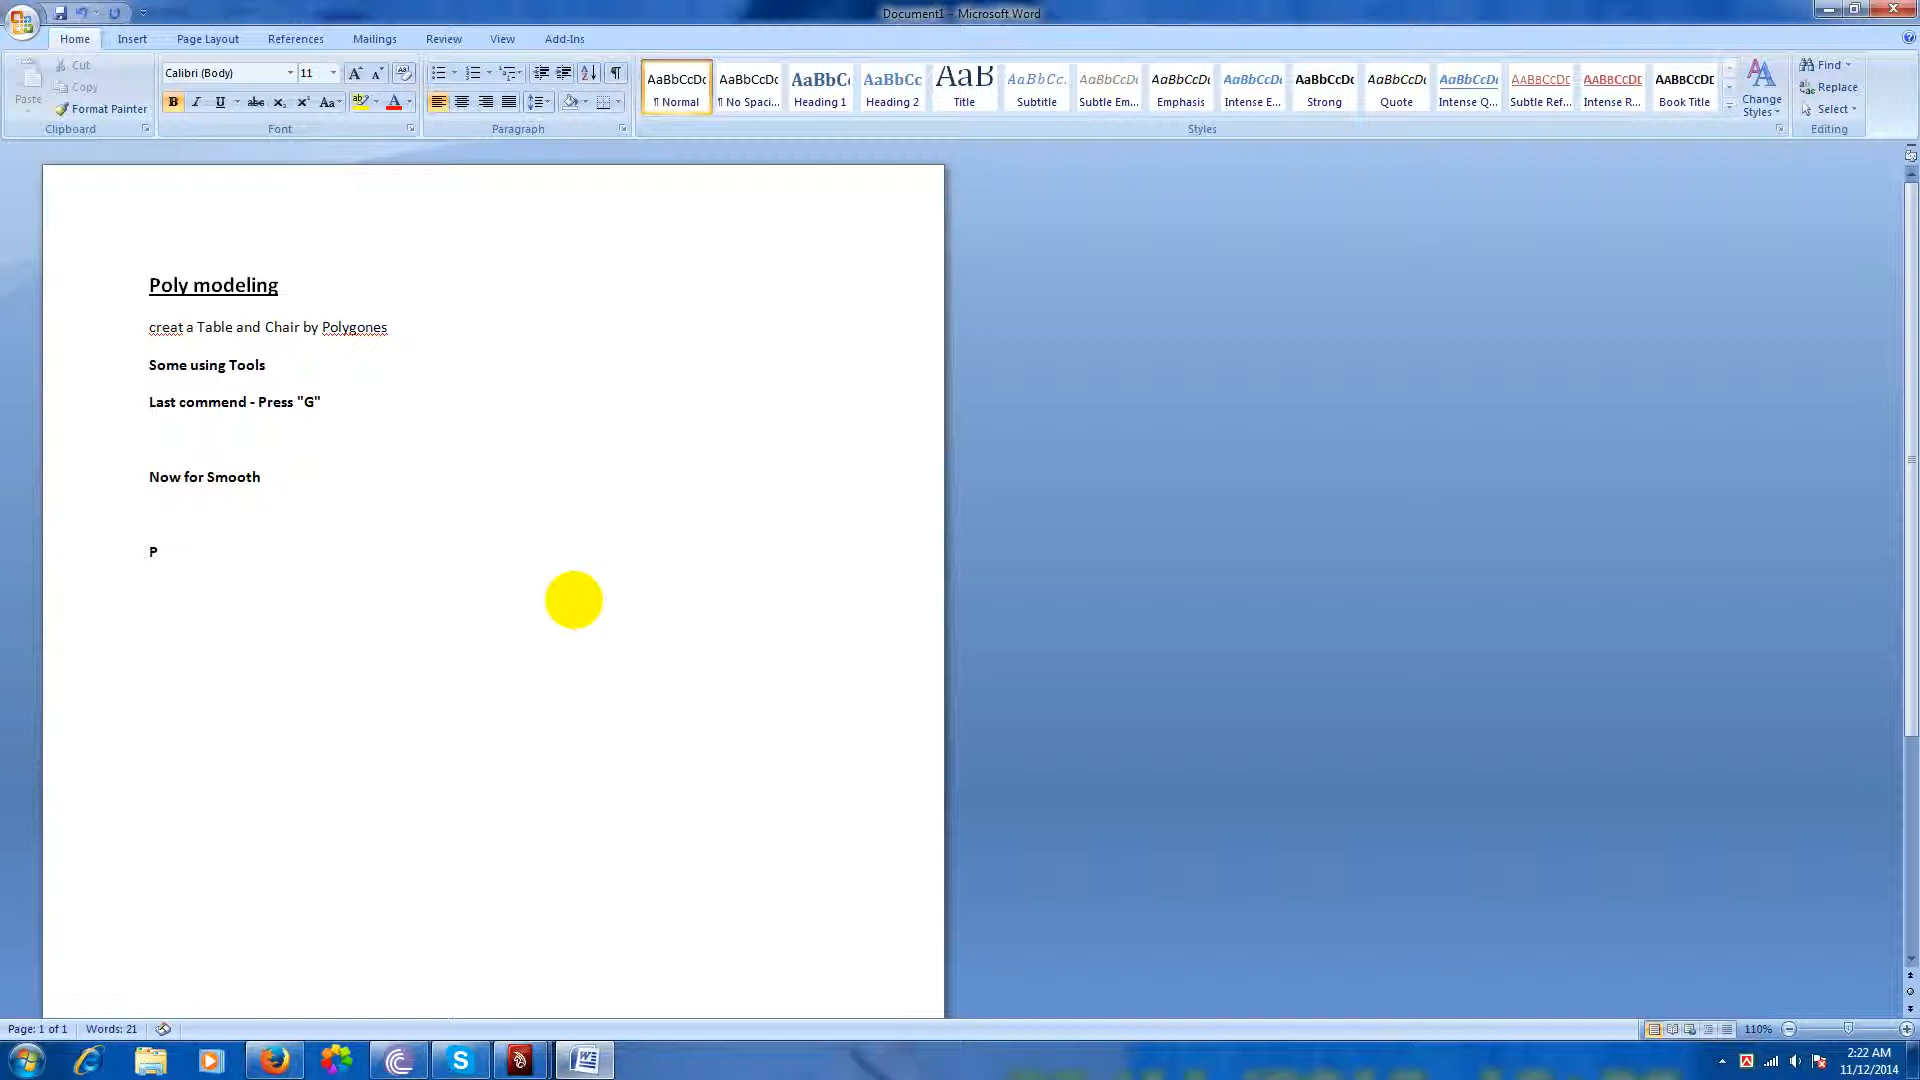 Document1 - Microsoft Word
Home Insert Page Layout References Mailings Review View Add-Ins
Cut
Copy
Paste
Format Painter
Clipboard
Calibri (Body) 11
Font
Paragraph
AaBbCcDc AaBbCcDc AaBbC AaBbCc AaB AaBbCc. AaBbCcDc AaBbCcDc AaBbCcDc AaBbCcDc AaBbCcDc AaBbCcDc AABBCCDE AABBCCDE AABBCCDE
¶ Normal ¶ No Spaci... Heading 1 Heading 2 Title Subtitle Subtle Em... Emphasis Intense E... Strong Quote Intense Q... Subtle Ref... Intense R... Book Title
Change
Styles
Styles
Find
Replace
Select
Editing
Poly modeling
creat a Table and Chair by Polygones
Some using Tools
Last commend - Press "G"
Now for Smooth
P
Page: 1 of 1 Words: 21
110%
2:22 AM
11/12/2014